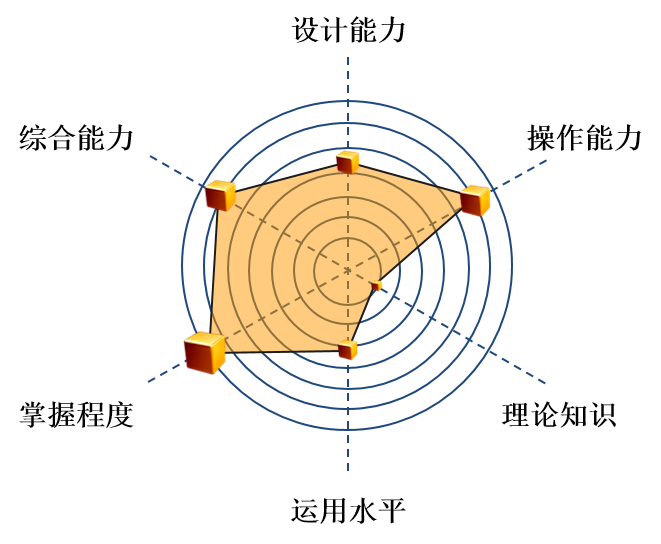 设计能力
综合能力
操作能力
掌握程度
理论知识
运用水平